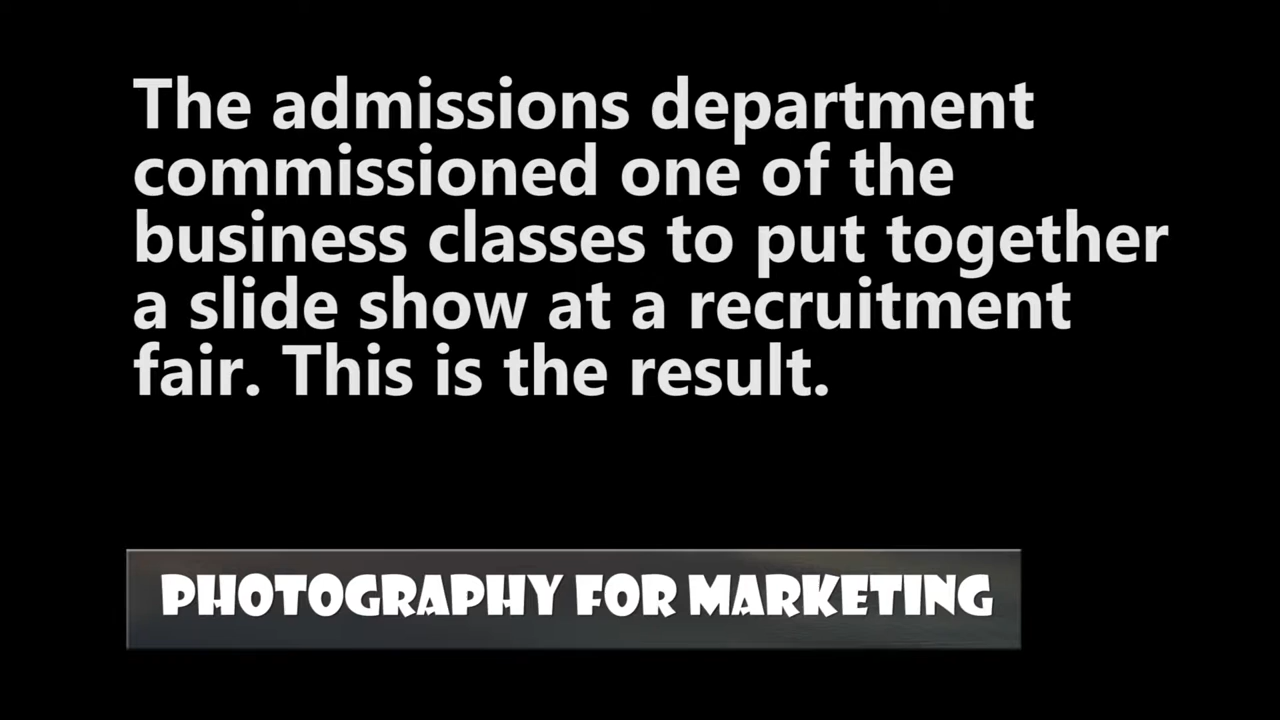 The admissions department
commissioned one of the
business classes to put together
a slide show at a recruitment
fair. This is the result.
PHOTOGRAPHY FOR MARKETING